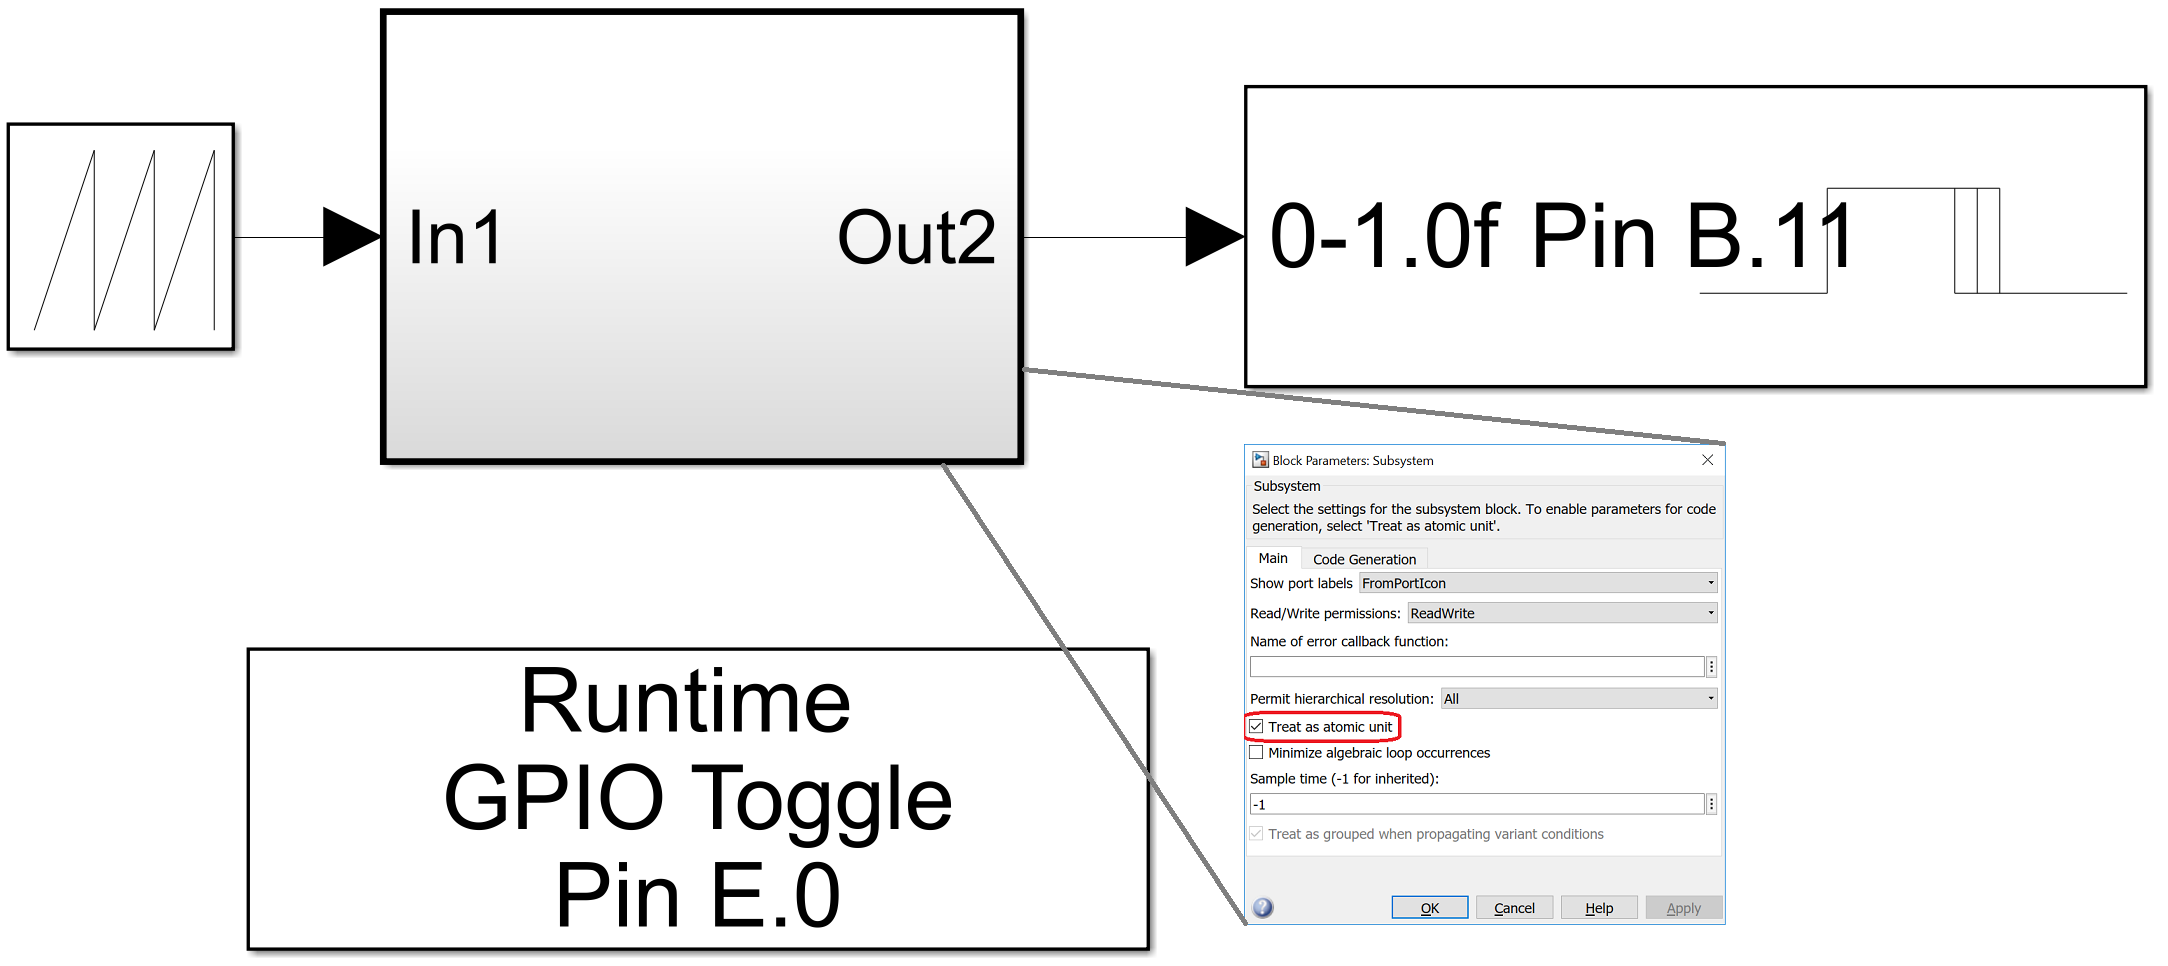 In1
Out2
0-1.0f Pin B.11
Runtime
GPIO Toggle
Pin E.0
Block Parameters: Subsystem
Subsystem
Select the settings for the subsystem block. To enable parameters for code
generation, select 'Treat as atomic unit'.
Main Code Generation
Show port labels FromPortIcon
Read/Write permissions: ReadWrite
Name of error callback function:
Permit hierarchical resolution: All
Treat as atomic unit
Minimize algebraic loop occurrences
Sample time (-1 for inherited):
-1
Treat as grouped when propagating variant conditions
? OK Cancel Help Apply